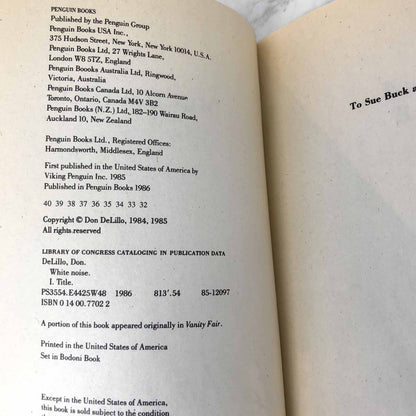 PENGUIN BOOKS
Published by the Penguin Group
Penguin Books USA Inc.,
375 Hudson Street, New York, New York 10014, U.S.A.
Penguin Books Ltd, 27 Wrights Lane,
London W8 5TZ, England
Penguin Books Australia Ltd, Ringwood,
Victoria, Australia
Penguin Books Canada Ltd, 10 Alcorn Avenue
Toronto, Ontario, Canada M4V 3B2
Penguin Books (N.Z.) Ltd, 182–190 Wairau Road,
Auckland 10, New Zealand
Penguin Books Ltd, Registered Offices:
Harmondsworth, Middlesex, England
First published in the United States of America by
Viking Penguin Inc. 1985
Published in Penguin Books 1986
40 39 38 37 36 35 34 33 32
Copyright © Don DeLillo, 1984, 1985
All rights reserved
LIBRARY OF CONGRESS CATALOGING IN PUBLICATION DATA
DeLillo, Don.
White noise.
I. Title.
PS3554.E4425W48 1986 813'.54 85-12097
ISBN 0 14 00.7702 2
A portion of this book appeared originally in Vanity Fair.
Printed in the United States of America
Set in Bodoni Book
Except in the United States of America,
this book is sold subject to the condition
To Sue Buck a